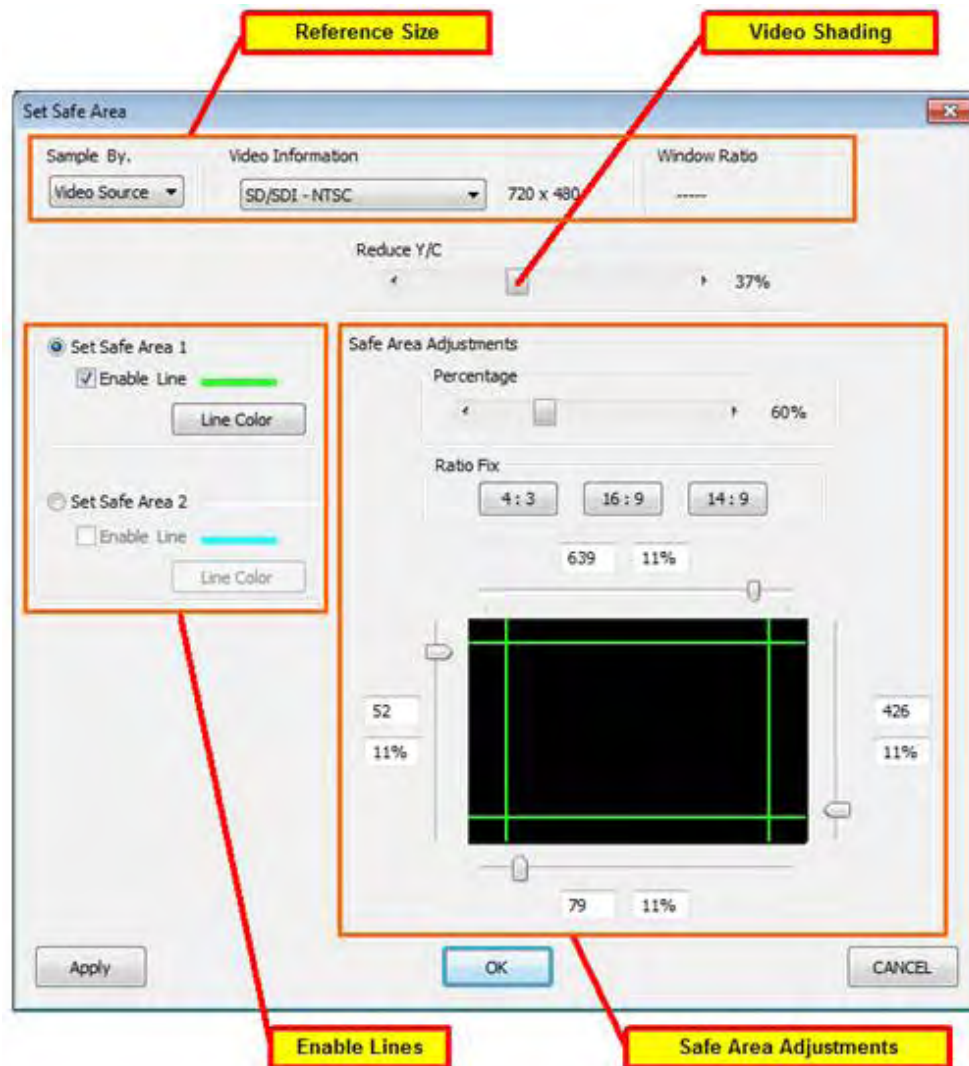 Reference Size
Video Shading
Set Safe Area
Sample By.
Video Information
Window Ratio
Video Source
SD/SDI - NTSC
720 x 480
-----
Reduce Y/C
37%
Set Safe Area 1
Enable Line
Line Color
Set Safe Area 2
Enable Line
Line Color
Safe Area Adjustments
Percentage
60%
Ratio Fix
4 : 3
16 : 9
14 : 9
639
11%
52
11%
426
11%
79
11%
Apply
OK
CANCEL
Enable Lines
Safe Area Adjustments